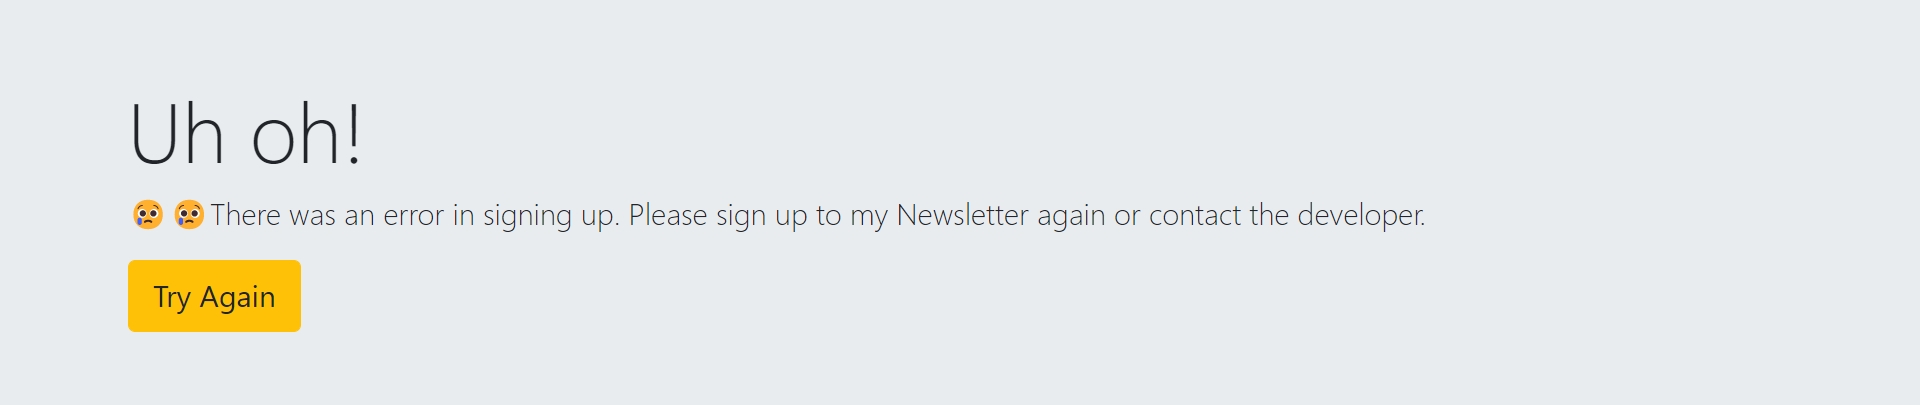 Uh oh!
😢 😢 There was an error in signing up. Please sign up to my Newsletter again or contact the developer.
Try Again